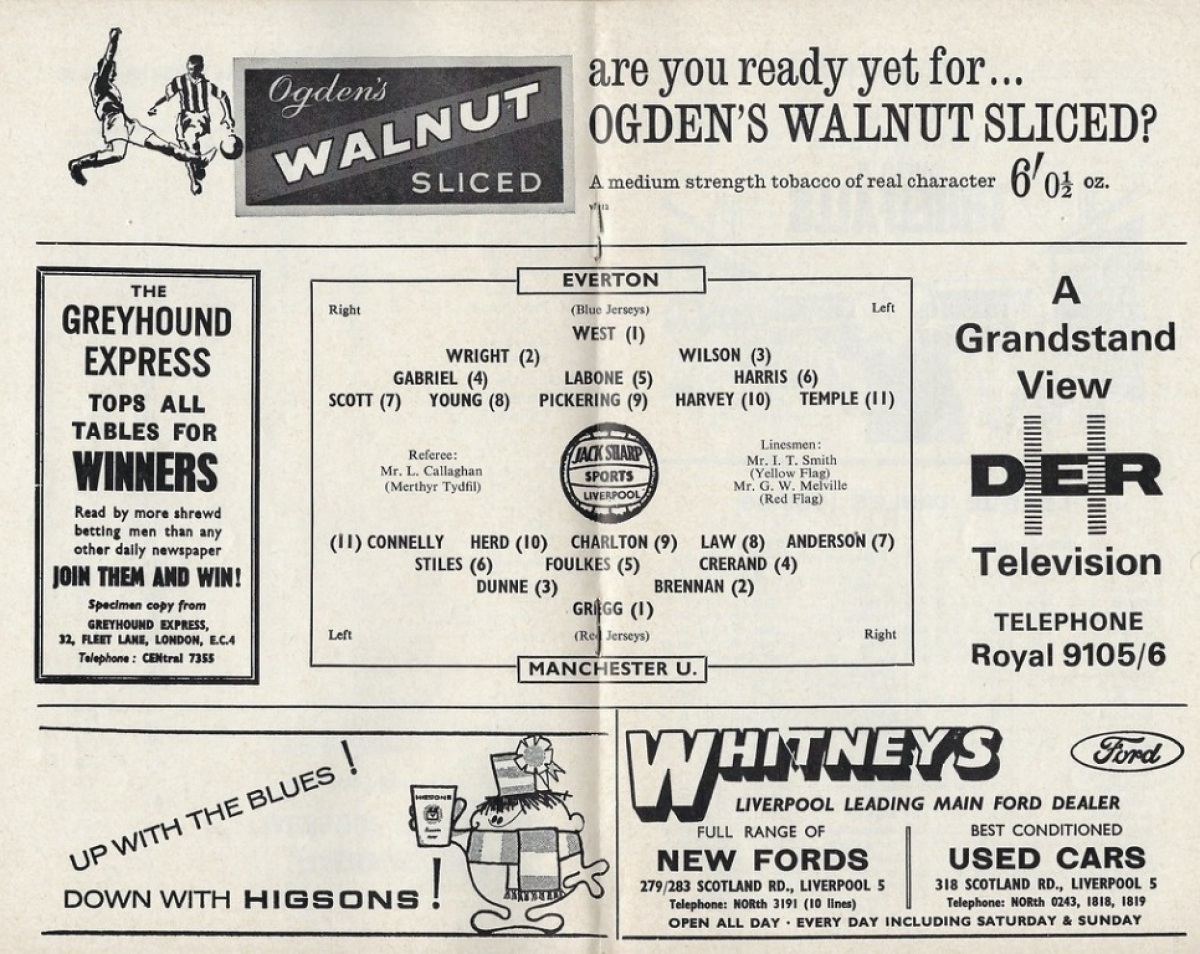 Ogden's
WALNUT
SLICED
are you ready yet for...
OGDEN'S WALNUT SLICED?
A medium strength tobacco of real character 6'0½ oz.
THE
GREYHOUND
EXPRESS
TOPS ALL
TABLES FOR
WINNERS
Read by more shrewd
betting men than any
other daily newspaper
JOIN THEM AND WIN!
Specimen copy from
GREYHOUND EXPRESS,
32, FLEET LANE, LONDON, E.C.4
Telephone: CENtral 7355
EVERTON
Right (Blue Jerseys) Left
WEST (1)
WRIGHT (2) WILSON (3)
GABRIEL (4) LABONE (5) HARRIS (6)
SCOTT (7) YOUNG (8) PICKERING (9) HARVEY (10) TEMPLE (11)
Referee:
Mr. L. Callaghan
(Merthyr Tydfil)
JACK SHARP
SPORTS
LIVERPOOL
Linesmen:
Mr. I. T. Smith
(Yellow Flag)
Mr. G. W. Melville
(Red Flag)
(11) CONNELLY HERD (10) CHARLTON (9) LAW (8) ANDERSON (7)
STILES (6) FOULKES (5) CRERAND (4)
DUNNE (3) BRENNAN (2)
GREGG (1)
Left (Red Jerseys) Right
MANCHESTER U.
A
Grandstand
View
DER
Television
TELEPHONE
Royal 9105/6
UP WITH THE BLUES!
DOWN WITH HIGSONS!
HIGSONS
WHITNEYS
Ford
LIVERPOOL LEADING MAIN FORD DEALER
FULL RANGE OF
NEW FORDS
279/283 SCOTLAND RD., LIVERPOOL 5
Telephone: NORth 3191 (10 lines)
BEST CONDITIONED
USED CARS
318 SCOTLAND RD., LIVERPOOL 5
Telephone: NORth 0243, 1818, 1819
OPEN ALL DAY · EVERY DAY INCLUDING SATURDAY & SUNDAY